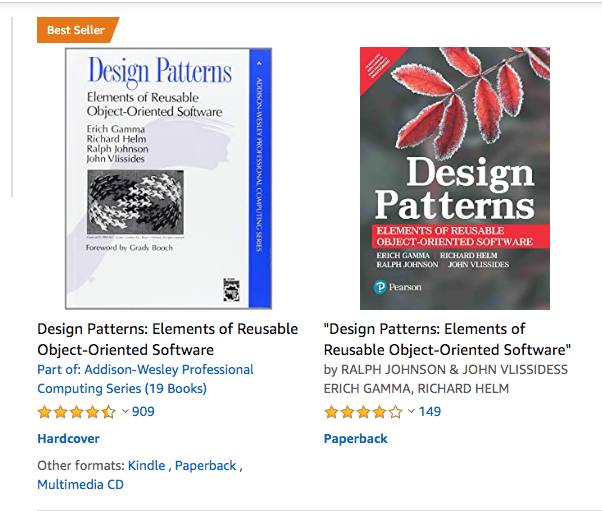 Best Seller
Design Patterns
Elements of Reusable
Object-Oriented Software
Erich Gamma
Richard Helm
Ralph Johnson
John Vlissides
Foreword by Grady Booch
ADDISON-WESLEY PROFESSIONAL COMPUTING SERIES
Design
Patterns
ELEMENTS OF REUSABLE
OBJECT-ORIENTED SOFTWARE
ERICH GAMMA | RICHARD HELM
RALPH JOHNSON | JOHN VLISSIDES
Pearson
Design Patterns: Elements of Reusable
Object-Oriented Software
Part of: Addison-Wesley Professional
Computing Series (19 Books)
909
Hardcover
Other formats: Kindle , Paperback ,
Multimedia CD
"Design Patterns: Elements of
Reusable Object-Oriented Software"
by RALPH JOHNSON & JOHN VLISSIDESS
ERICH GAMMA, RICHARD HELM
149
Paperback